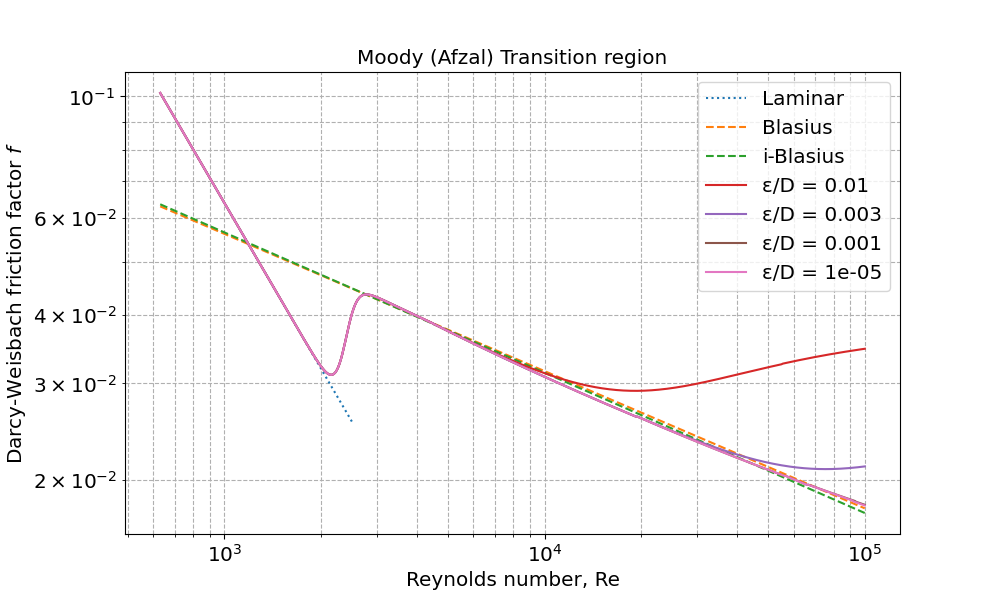 Moody (Afzal) Transition region
Darcy-Weisbach friction factor f
10⁻¹
6 × 10⁻²
4 × 10⁻²
3 × 10⁻²
2 × 10⁻²
Laminar
Blasius
i-Blasius
ε/D = 0.01
ε/D = 0.003
ε/D = 0.001
ε/D = 1e-05
10³
10⁴
10⁵
Reynolds number, Re